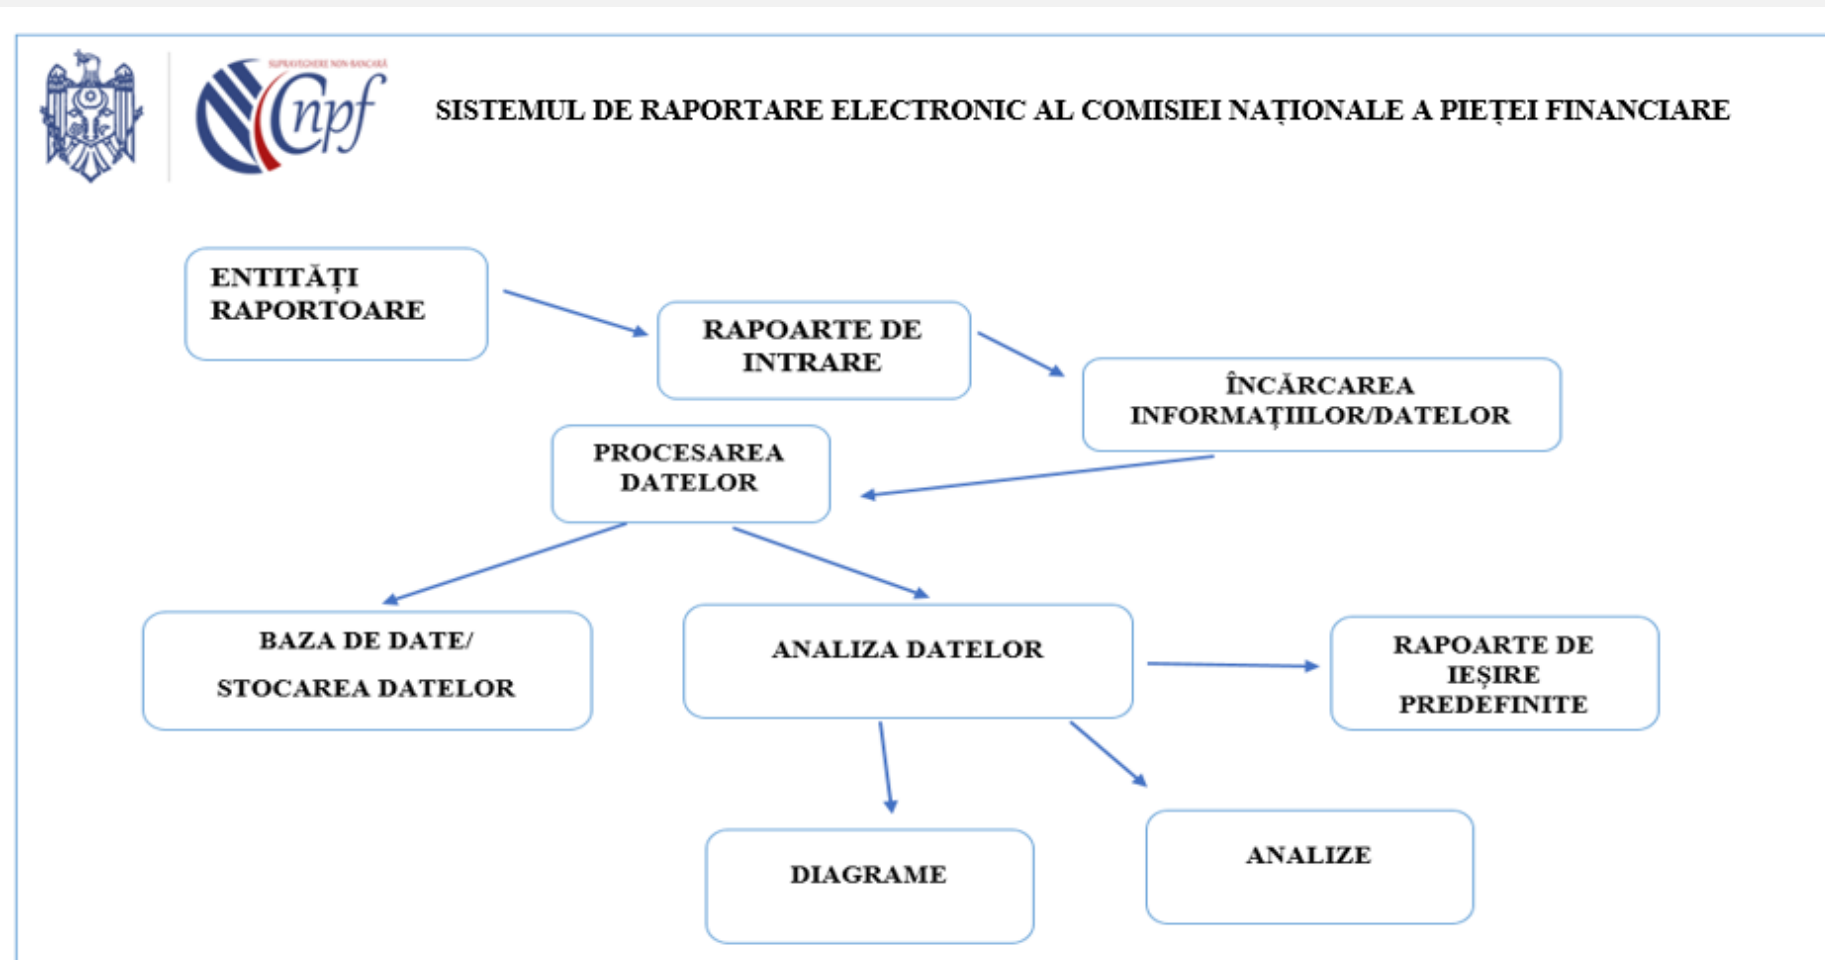 SUPRAVEGHERE NON-BANCARĂ
Cnpf
SISTEMUL DE RAPORTARE ELECTRONIC AL COMISIEI NAȚIONALE A PIEȚEI FINANCIARE
ENTITĂȚI
RAPORTOARE
RAPOARTE DE
INTRARE
ÎNCĂRCAREA
INFORMAȚIILOR/DATELOR
PROCESAREA
DATELOR
BAZA DE DATE/
STOCAREA DATELOR
ANALIZA DATELOR
RAPOARTE DE
IEȘIRE
PREDEFINITE
DIAGRAME
ANALIZE